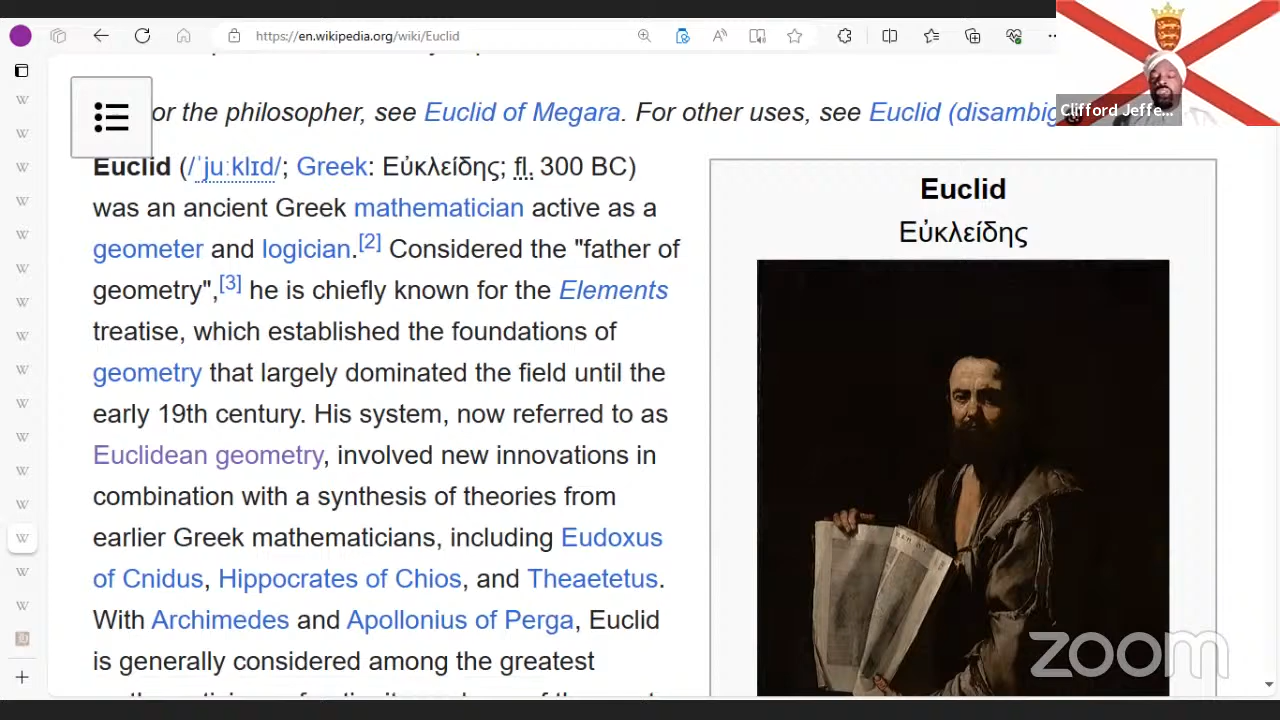 https://en.wikipedia.org/wiki/Euclid
Clifford Jeffe...
or the philosopher, see Euclid of Megara. For other uses, see Euclid (disambig
Euclid (/ˈjuːklɪd/; Greek: Εὐκλείδης; fl. 300 BC)
was an ancient Greek mathematician active as a
geometer and logician.[2] Considered the "father of
geometry",[3] he is chiefly known for the Elements
treatise, which established the foundations of
geometry that largely dominated the field until the
early 19th century. His system, now referred to as
Euclidean geometry, involved new innovations in
combination with a synthesis of theories from
earlier Greek mathematicians, including Eudoxus
of Cnidus, Hippocrates of Chios, and Theaetetus.
With Archimedes and Apollonius of Perga, Euclid
is generally considered among the greatest
Euclid
Εὐκλείδης
zoom